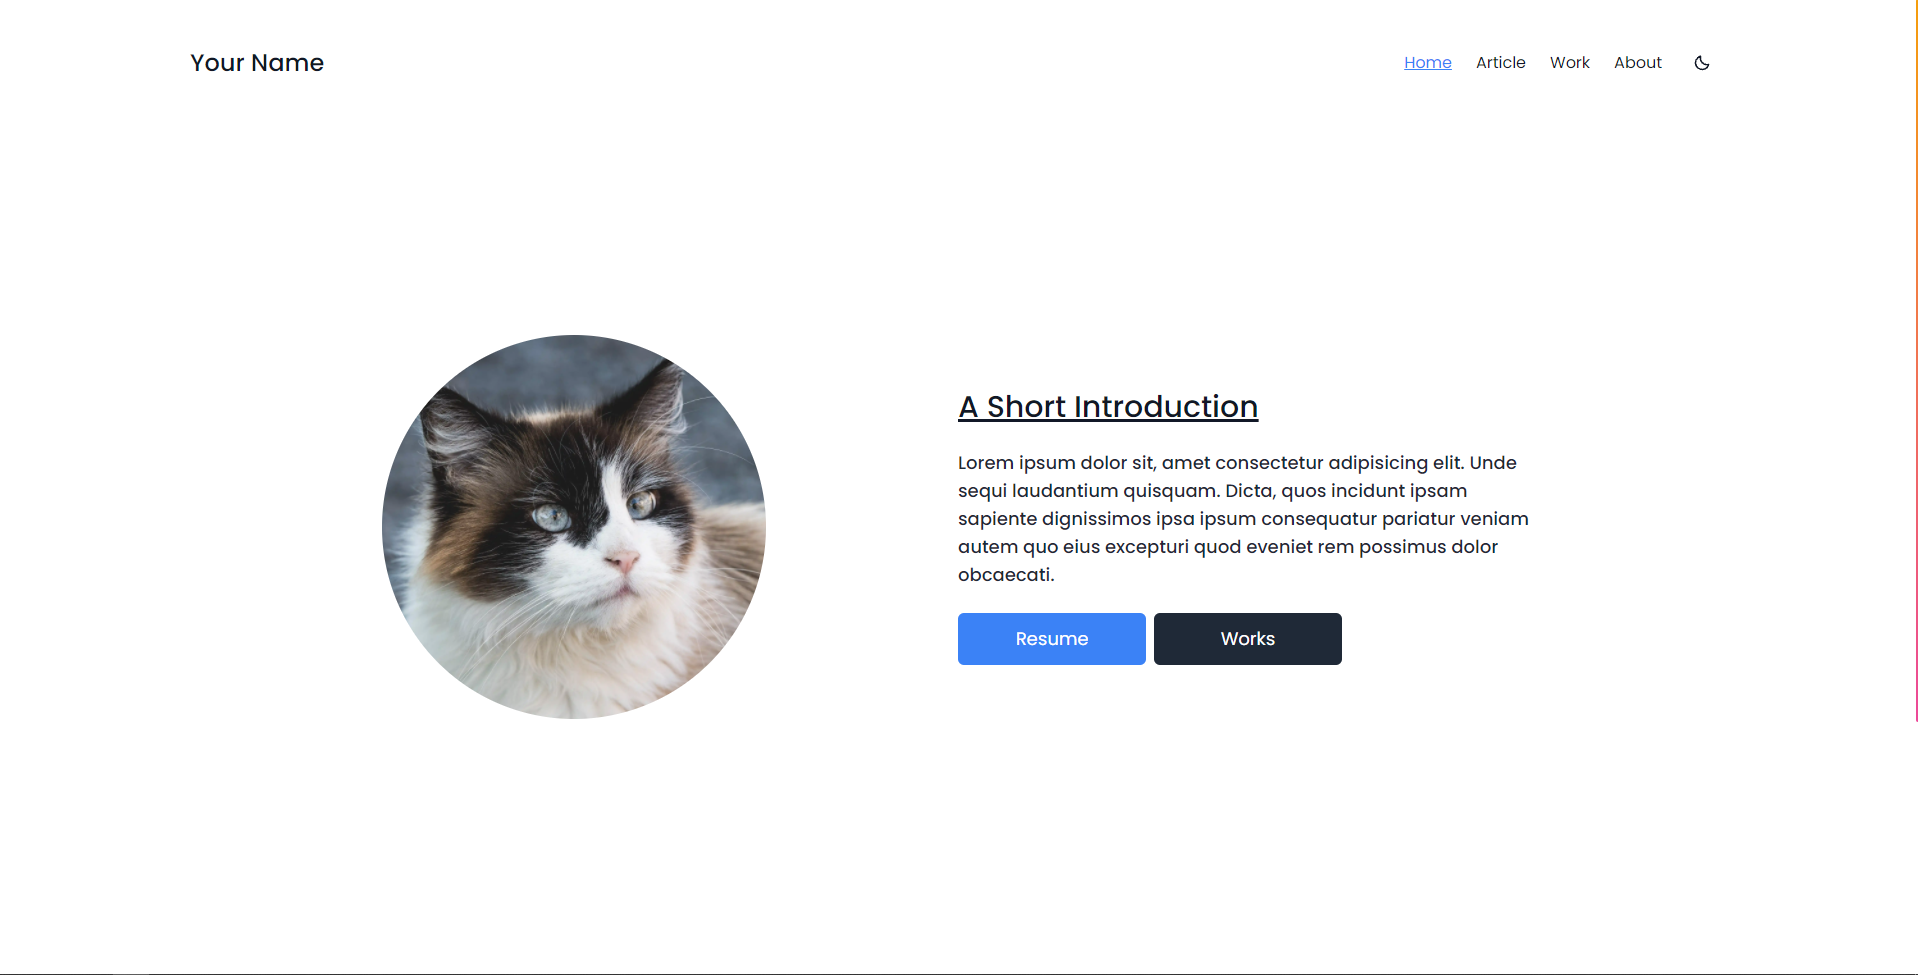 Your Name
Home
Article
Work
About
A Short Introduction
Lorem ipsum dolor sit, amet consectetur adipisicing elit. Unde
sequi laudantium quisquam. Dicta, quos incidunt ipsam
sapiente dignissimos ipsa ipsum consequatur pariatur veniam
autem quo eius excepturi quod eveniet rem possimus dolor
obcaecati.
Resume
Works